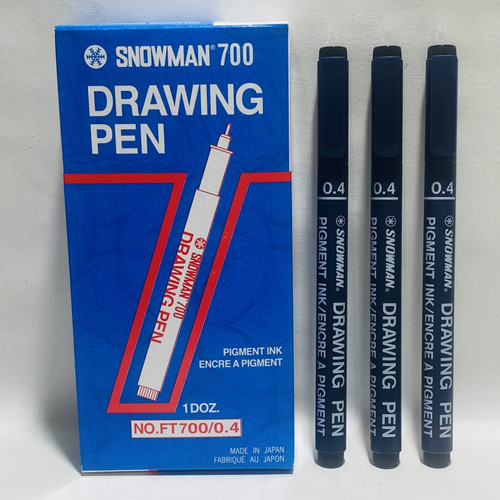 SNOWMAN® 700
DRAWING
PEN
SNOWMAN 700
DRAWING PEN
PIGMENT INK
ENCRE A PIGMENT
1 DOZ.
NO.FT700/0.4
MADE IN JAPAN
FABRIQUÉ AU JAPON
0.4
SNOWMAN® DRAWING PEN
PIGMENT INK/ENCRE A PIGMENT
0.4
SNOWMAN® DRAWING PEN
PIGMENT INK/ENCRE A PIGMENT
0.4
SNOWMAN® DRAWING PEN
PIGMENT INK/ENCRE A PIGMENT